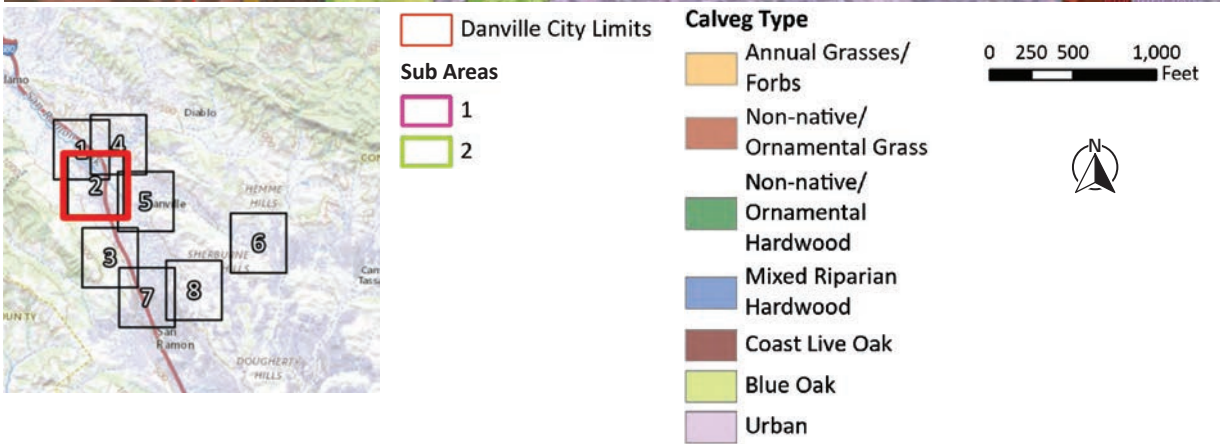 Danville City Limits
Sub Areas
1
2
Calveg Type
Annual Grasses/
Forbs
Non-native/
Ornamental Grass
Non-native/
Ornamental
Hardwood
Mixed Riparian
Hardwood
Coast Live Oak
Blue Oak
Urban
0 250 500 1,000
Feet
N
Diablo
1
4
2
5
HEMME
HILLS
6
3
SHERBURNE
HILLS
7
8
San
Ramon
DOUGHERTY
HILLS